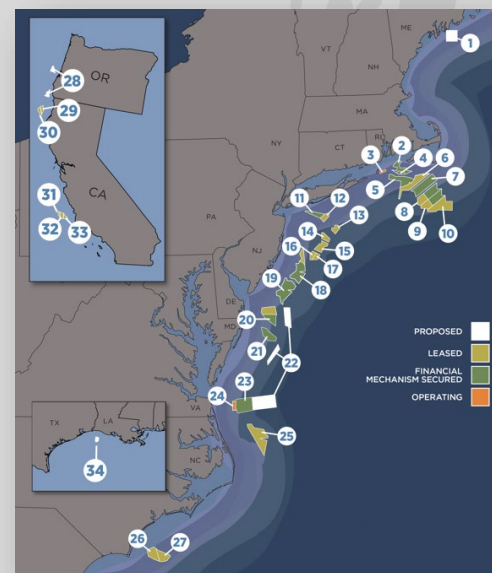 OR
28
29
30
CA
31
32
33
TX
LA
34
ME
1
VT
NH
MA
RI
CT
NY
3
2
4
6
5
7
8
9
10
11
12
13
14
15
16
17
PA
NJ
19
18
DE
MD
20
21
22
VA
24
23
NC
25
26
27
PROPOSED
LEASED
FINANCIAL
MECHANISM SECURED
OPERATING